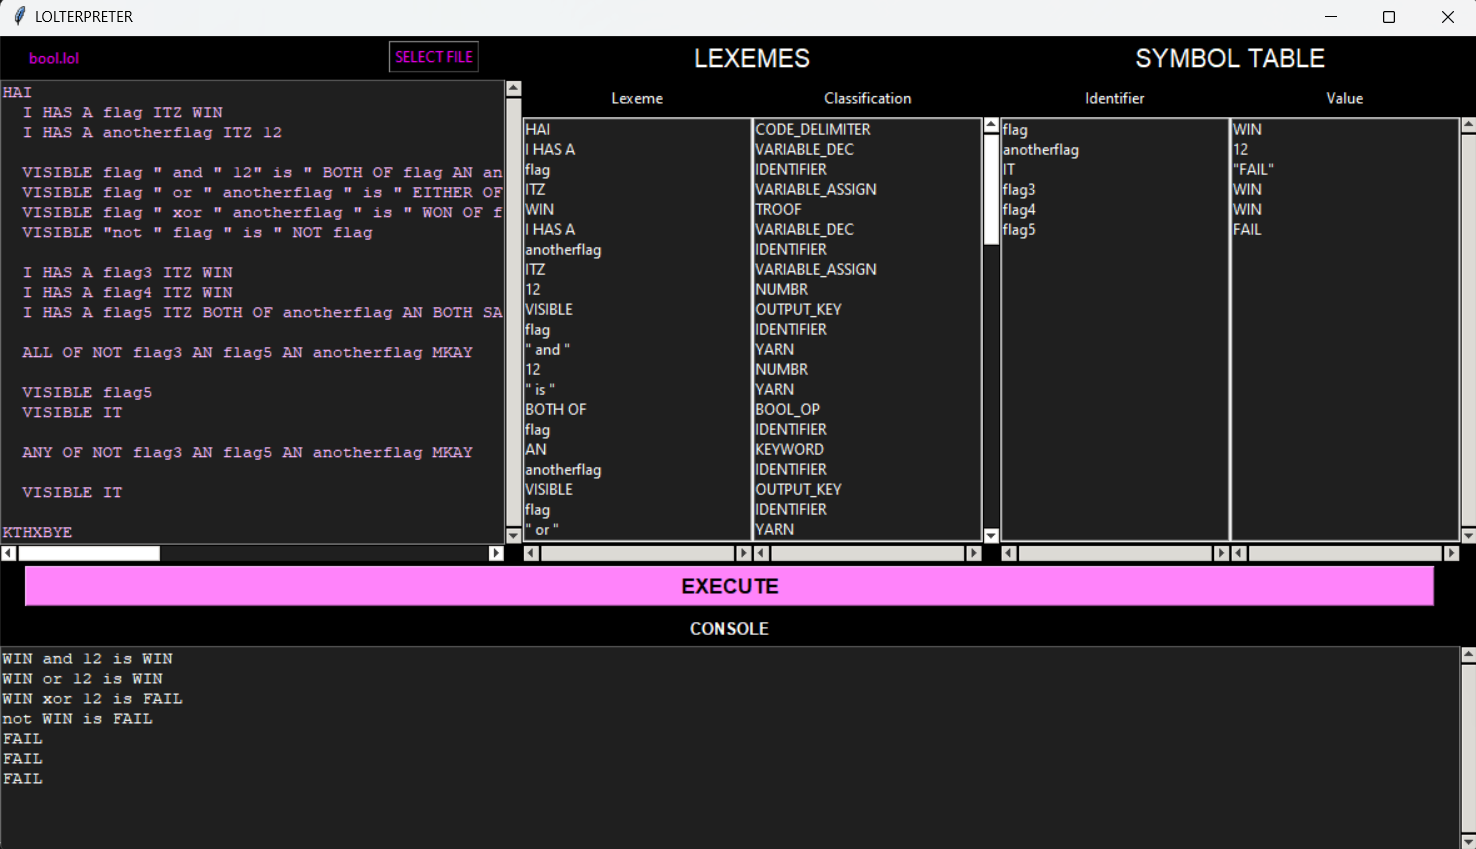 LOLTERPRETER
bool.lol
SELECT FILE
HAI
I HAS A flag ITZ WIN
I HAS A anotherflag ITZ 12
VISIBLE flag " and " 12" is " BOTH OF flag AN an
VISIBLE flag " or " anotherflag " is " EITHER OF
VISIBLE flag " xor " anotherflag " is " WON OF f
VISIBLE "not " flag " is " NOT flag
I HAS A flag3 ITZ WIN
I HAS A flag4 ITZ WIN
I HAS A flag5 ITZ BOTH OF anotherflag AN BOTH SA
ALL OF NOT flag3 AN flag5 AN anotherflag MKAY
VISIBLE flag5
VISIBLE IT
ANY OF NOT flag3 AN flag5 AN anotherflag MKAY
VISIBLE IT
KTHXBYE
LEXEMES
Lexeme Classification
HAI CODE_DELIMITER
I HAS A VARIABLE_DEC
flag IDENTIFIER
ITZ VARIABLE_ASSIGN
WIN TROOF
I HAS A VARIABLE_DEC
anotherflag IDENTIFIER
ITZ VARIABLE_ASSIGN
12 NUMBR
VISIBLE OUTPUT_KEY
flag IDENTIFIER
" and " YARN
12 NUMBR
" is " YARN
BOTH OF BOOL_OP
flag IDENTIFIER
AN KEYWORD
anotherflag IDENTIFIER
VISIBLE OUTPUT_KEY
flag IDENTIFIER
" or " YARN
SYMBOL TABLE
Identifier Value
flag WIN
anotherflag 12
IT "FAIL"
flag3 WIN
flag4 WIN
flag5 FAIL
EXECUTE
CONSOLE
WIN and 12 is WIN
WIN or 12 is WIN
WIN xor 12 is FAIL
not WIN is FAIL
FAIL
FAIL
FAIL